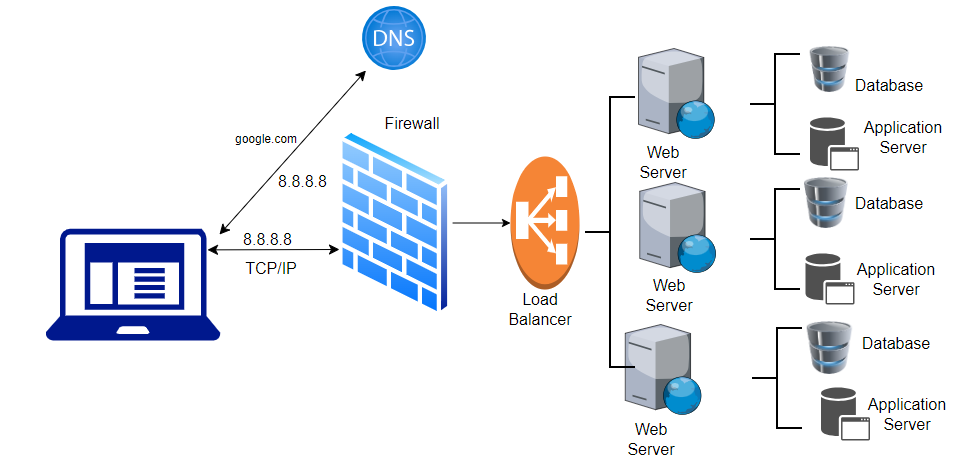 DNS
google.com
8.8.8.8
8.8.8.8
TCP/IP
Firewall
Load
Balancer
Web
Server
Database
Application
Server
Web
Server
Database
Application
Server
Web
Server
Database
Application
Server